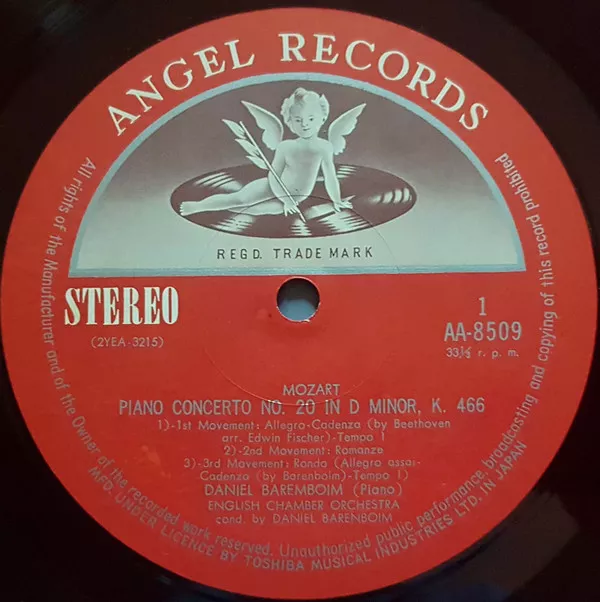 ANGEL RECORDS
REGD. TRADE MARK
STEREO
(2YEA-3215)
1
AA-8509
33⅓ r. p. m.
MOZART
PIANO CONCERTO NO. 20 IN D MINOR, K. 466
1)-1st Movement: Allegro-Cadenza (by Beethoven
arr. Edwin Fischer)-Tempo 1
2)-2nd Movement: Romanze
3)-3rd Movement: Rondo (Allegro assai-
Cadenza (by Barenboim)-Tempo 1)
DANIEL BAREMBOIM (Piano)
ENGLISH CHAMBER ORCHESTRA
cond. by DANIEL BARENBOIM
All rights of the Manufacturer and of the Owner of the recorded work reserved. Unauthorized public performance, broadcasting and copying of this record prohibited
MFD. UNDER LICENCE BY TOSHIBA MUSICAL INDUSTRIES LTD. IN JAPAN